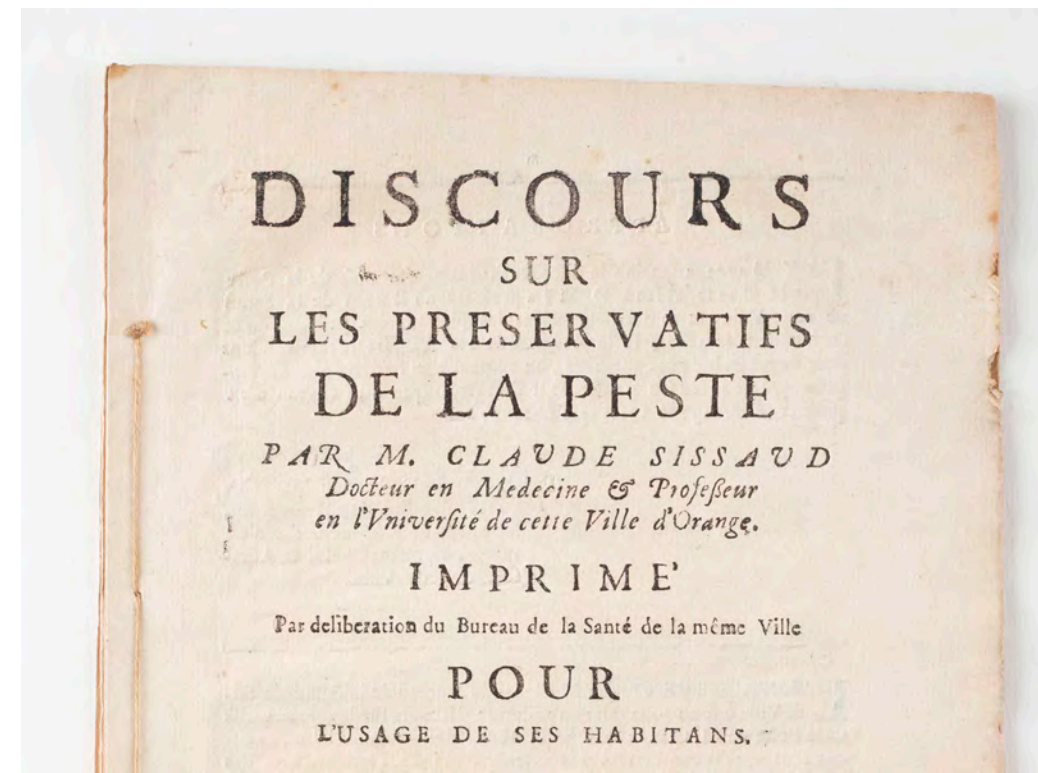 DISCOURS
SUR
LES PRESERVATIFS
DE LA PESTE
PAR M. CLAUDE SISSAUD
Docteur en Medecine & Profeßeur
en l'Vniverſité de cette Ville d'Orange.
IMPRIME'
Par deliberation du Bureau de la Santé de la même Ville
POUR
L'USAGE DE SES HABITANS.